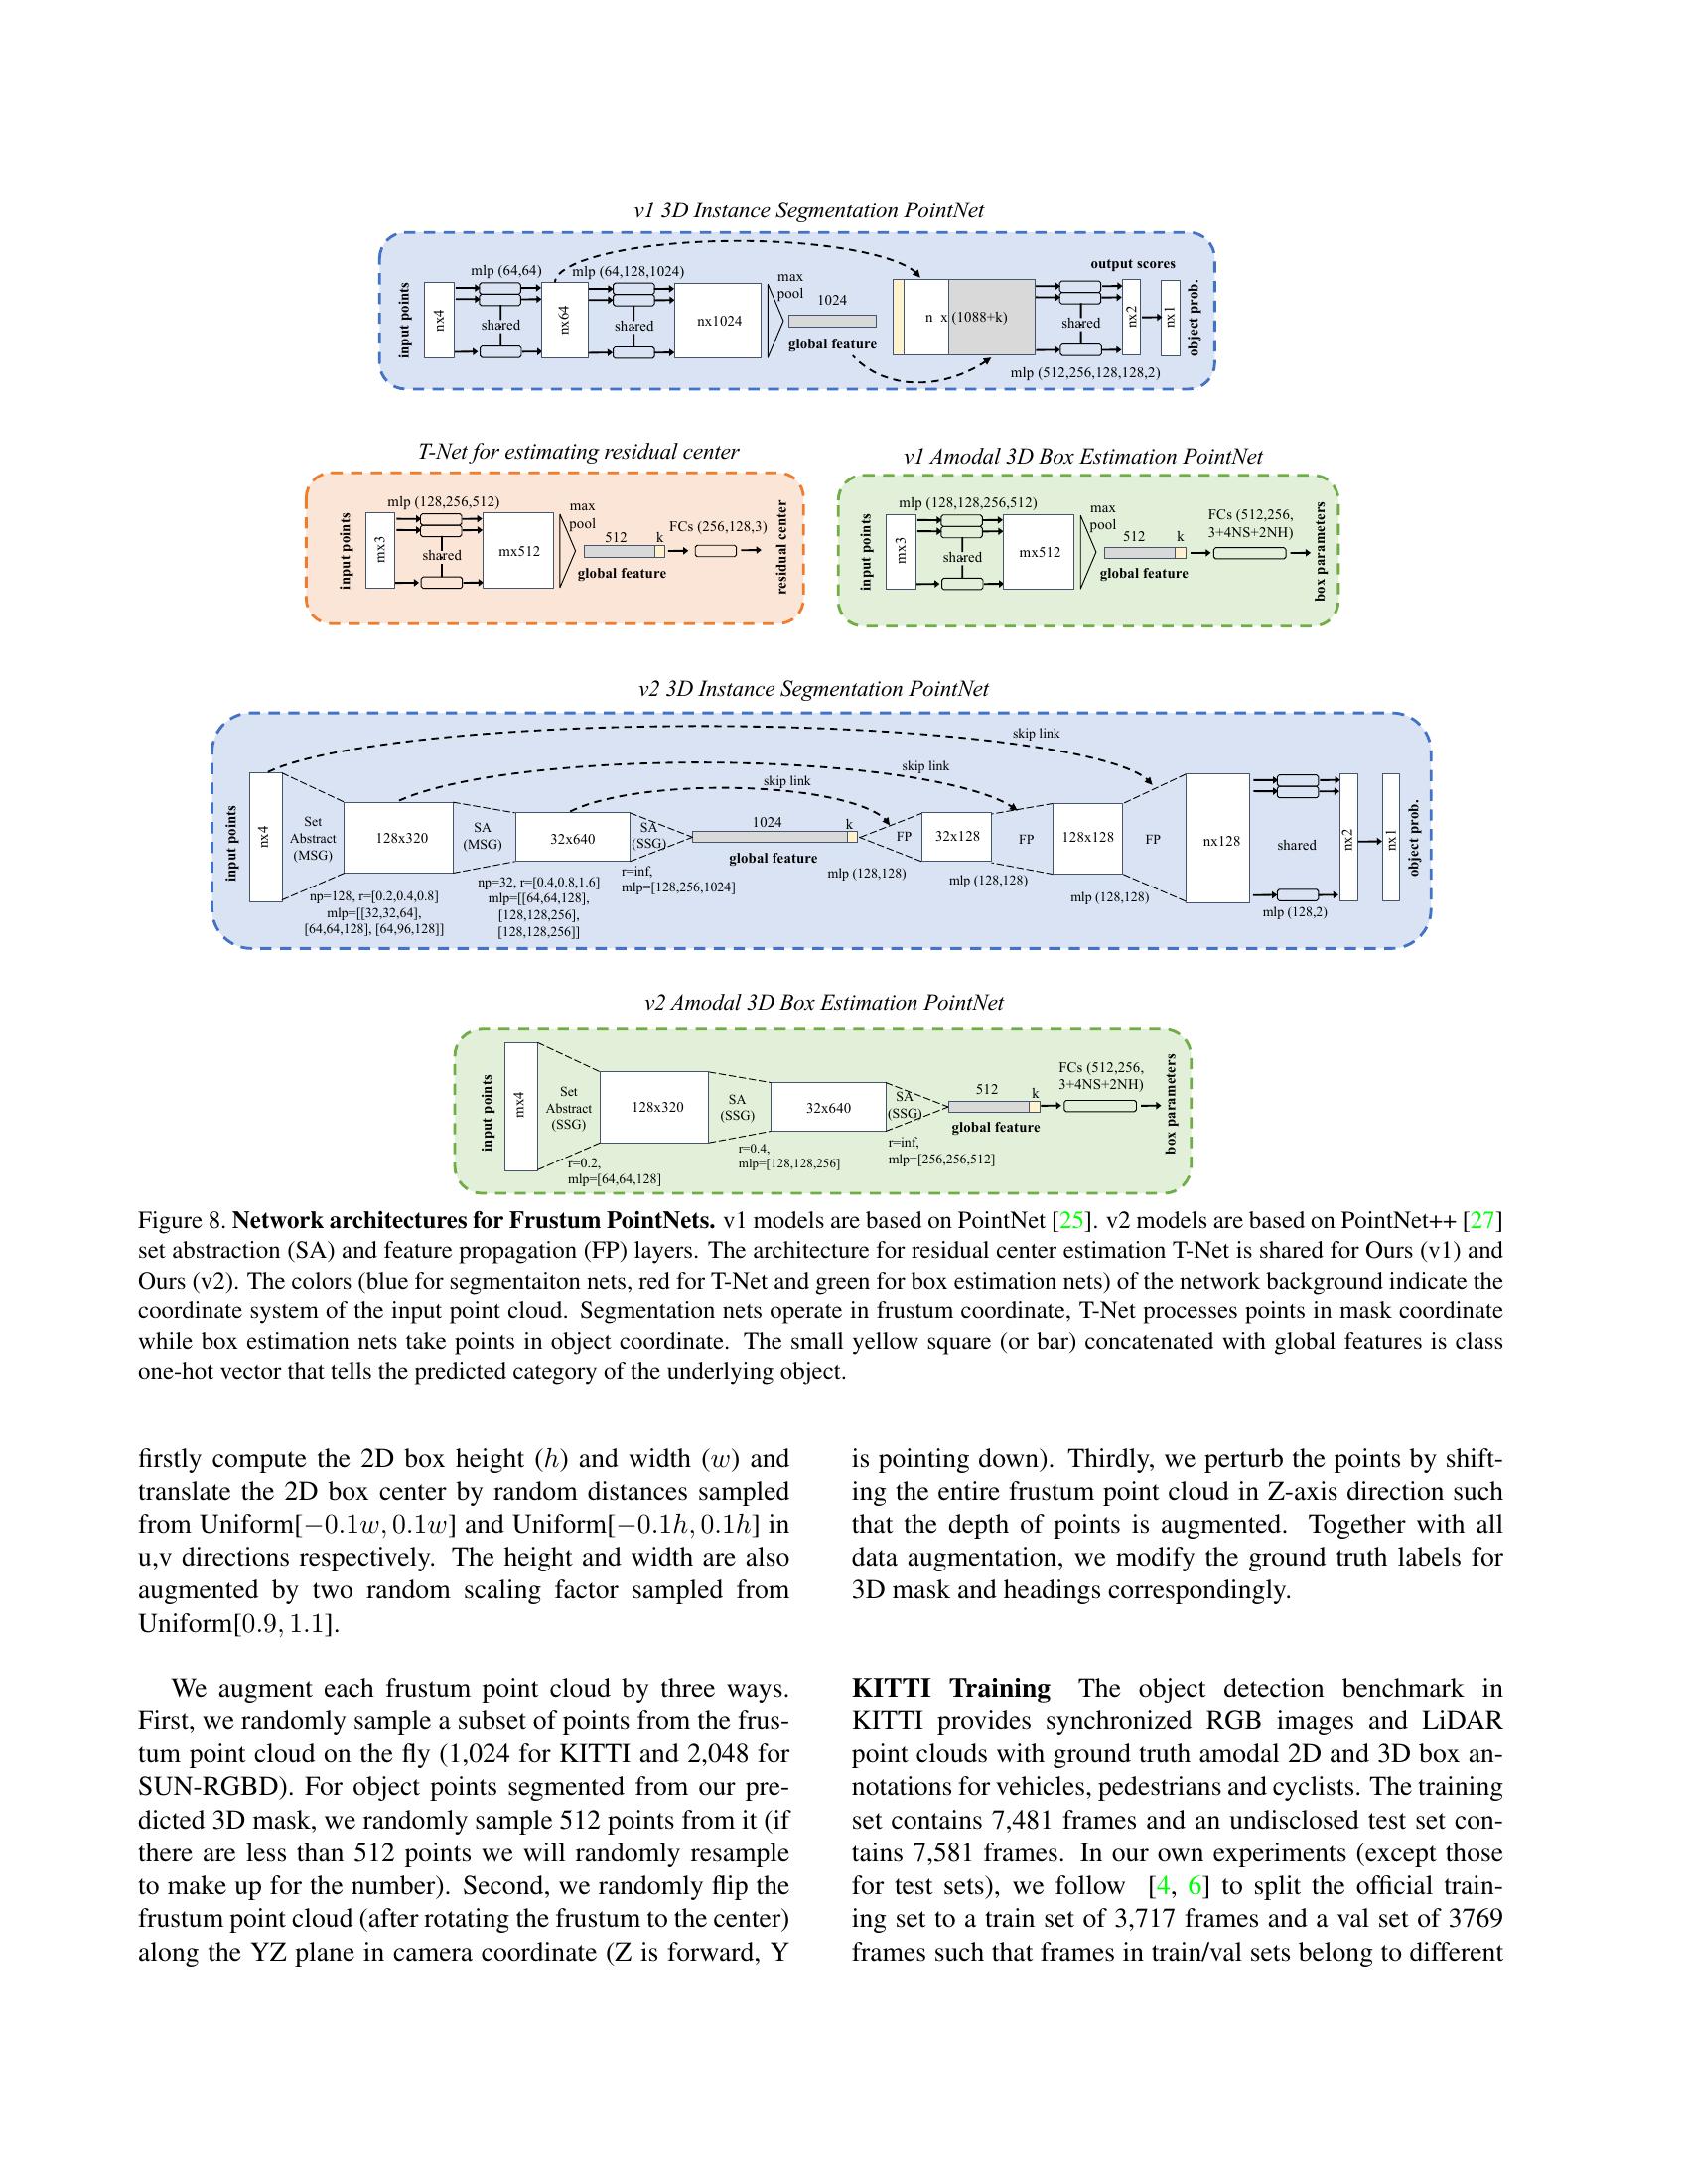 v1 3D Instance Segmentation PointNet
input points
nx4
mlp (64,64)
shared
nx64
mlp (64,128,1024)
shared
nx1024
max
pool
1024
global feature
n x (1088+k)
shared
mlp (512,256,128,128,2)
output scores
nx2
nx1
object prob.
T-Net for estimating residual center
input points
mx3
mlp (128,256,512)
shared
mx512
max
pool
512
k
global feature
FCs (256,128,3)
residual center
v1 Amodal 3D Box Estimation PointNet
input points
mx3
mlp (128,128,256,512)
shared
mx512
max
pool
512
k
global feature
FCs (512,256,
3+4NS+2NH)
box parameters
v2 3D Instance Segmentation PointNet
input points
nx4
Set
Abstract
(MSG)
np=128, r=[0.2,0.4,0.8]
mlp=[[32,32,64],
[64,64,128], [64,96,128]]
128x320
SA
(MSG)
np=32, r=[0.4,0.8,1.6]
mlp=[[64,64,128],
[128,128,256],
[128,128,256]]
32x640
SA
(SSG)
r=inf,
mlp=[128,256,1024]
1024
k
global feature
skip link
skip link
skip link
FP
mlp (128,128)
32x128
FP
mlp (128,128)
128x128
FP
mlp (128,128)
nx128
shared
mlp (128,2)
nx2
nx1
object prob.
v2 Amodal 3D Box Estimation PointNet
input points
mx4
Set
Abstract
(SSG)
r=0.2,
mlp=[64,64,128]
128x320
SA
(SSG)
r=0.4,
mlp=[128,128,256]
32x640
SA
(SSG)
r=inf,
mlp=[256,256,512]
512
k
global feature
FCs (512,256,
3+4NS+2NH)
box parameters
Figure 8. Network architectures for Frustum PointNets. v1 models are based on PointNet [25]. v2 models are based on PointNet++ [27]
set abstraction (SA) and feature propagation (FP) layers. The architecture for residual center estimation T-Net is shared for Ours (v1) and
Ours (v2). The colors (blue for segmentaiton nets, red for T-Net and green for box estimation nets) of the network background indicate the
coordinate system of the input point cloud. Segmentation nets operate in frustum coordinate, T-Net processes points in mask coordinate
while box estimation nets take points in object coordinate. The small yellow square (or bar) concatenated with global features is class
one-hot vector that tells the predicted category of the underlying object.
firstly compute the 2D box height (h) and width (w) and
translate the 2D box center by random distances sampled
from Uniform[−0.1w, 0.1w] and Uniform[−0.1h, 0.1h] in
u,v directions respectively. The height and width are also
augmented by two random scaling factor sampled from
Uniform[0.9, 1.1].
We augment each frustum point cloud by three ways.
First, we randomly sample a subset of points from the frus-
tum point cloud on the fly (1,024 for KITTI and 2,048 for
SUN-RGBD). For object points segmented from our pre-
dicted 3D mask, we randomly sample 512 points from it (if
there are less than 512 points we will randomly resample
to make up for the number). Second, we randomly flip the
frustum point cloud (after rotating the frustum to the center)
along the YZ plane in camera coordinate (Z is forward, Y
is pointing down). Thirdly, we perturb the points by shift-
ing the entire frustum point cloud in Z-axis direction such
that the depth of points is augmented. Together with all
data augmentation, we modify the ground truth labels for
3D mask and headings correspondingly.
KITTI Training The object detection benchmark in
KITTI provides synchronized RGB images and LiDAR
point clouds with ground truth amodal 2D and 3D box an-
notations for vehicles, pedestrians and cyclists. The training
set contains 7,481 frames and an undisclosed test set con-
tains 7,581 frames. In our own experiments (except those
for test sets), we follow [4, 6] to split the official train-
ing set to a train set of 3,717 frames and a val set of 3769
frames such that frames in train/val sets belong to different